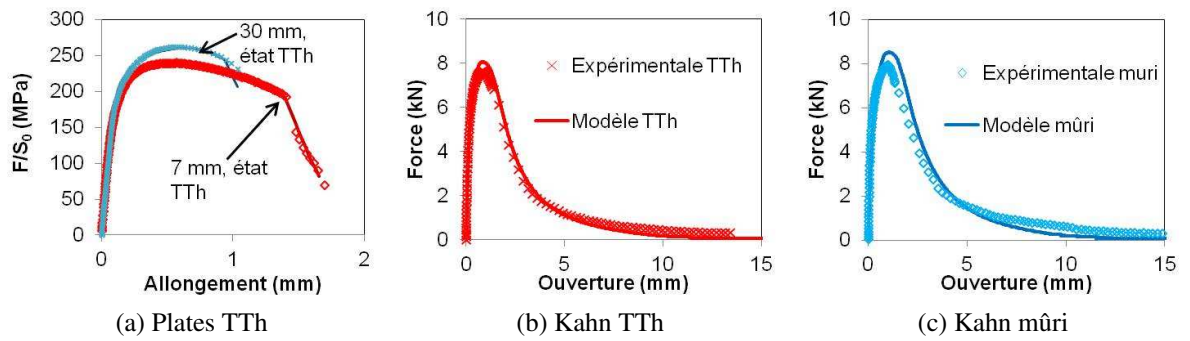 300
250
200
150
100
50
0
F/S₀ (MPa)
30 mm,
état TTh
7 mm, état
TTh
0 1 2
Allongement (mm)
(a) Plates TTh
10
8
6
4
2
0
Force (kN)
Expérimentale TTh
Modèle TTh
0 5 10 15
Ouverture (mm)
(b) Kahn TTh
10
8
6
4
2
0
Force (kN)
Expérimentale muri
Modèle mûri
0 5 10 15
Ouverture (mm)
(c) Kahn mûri